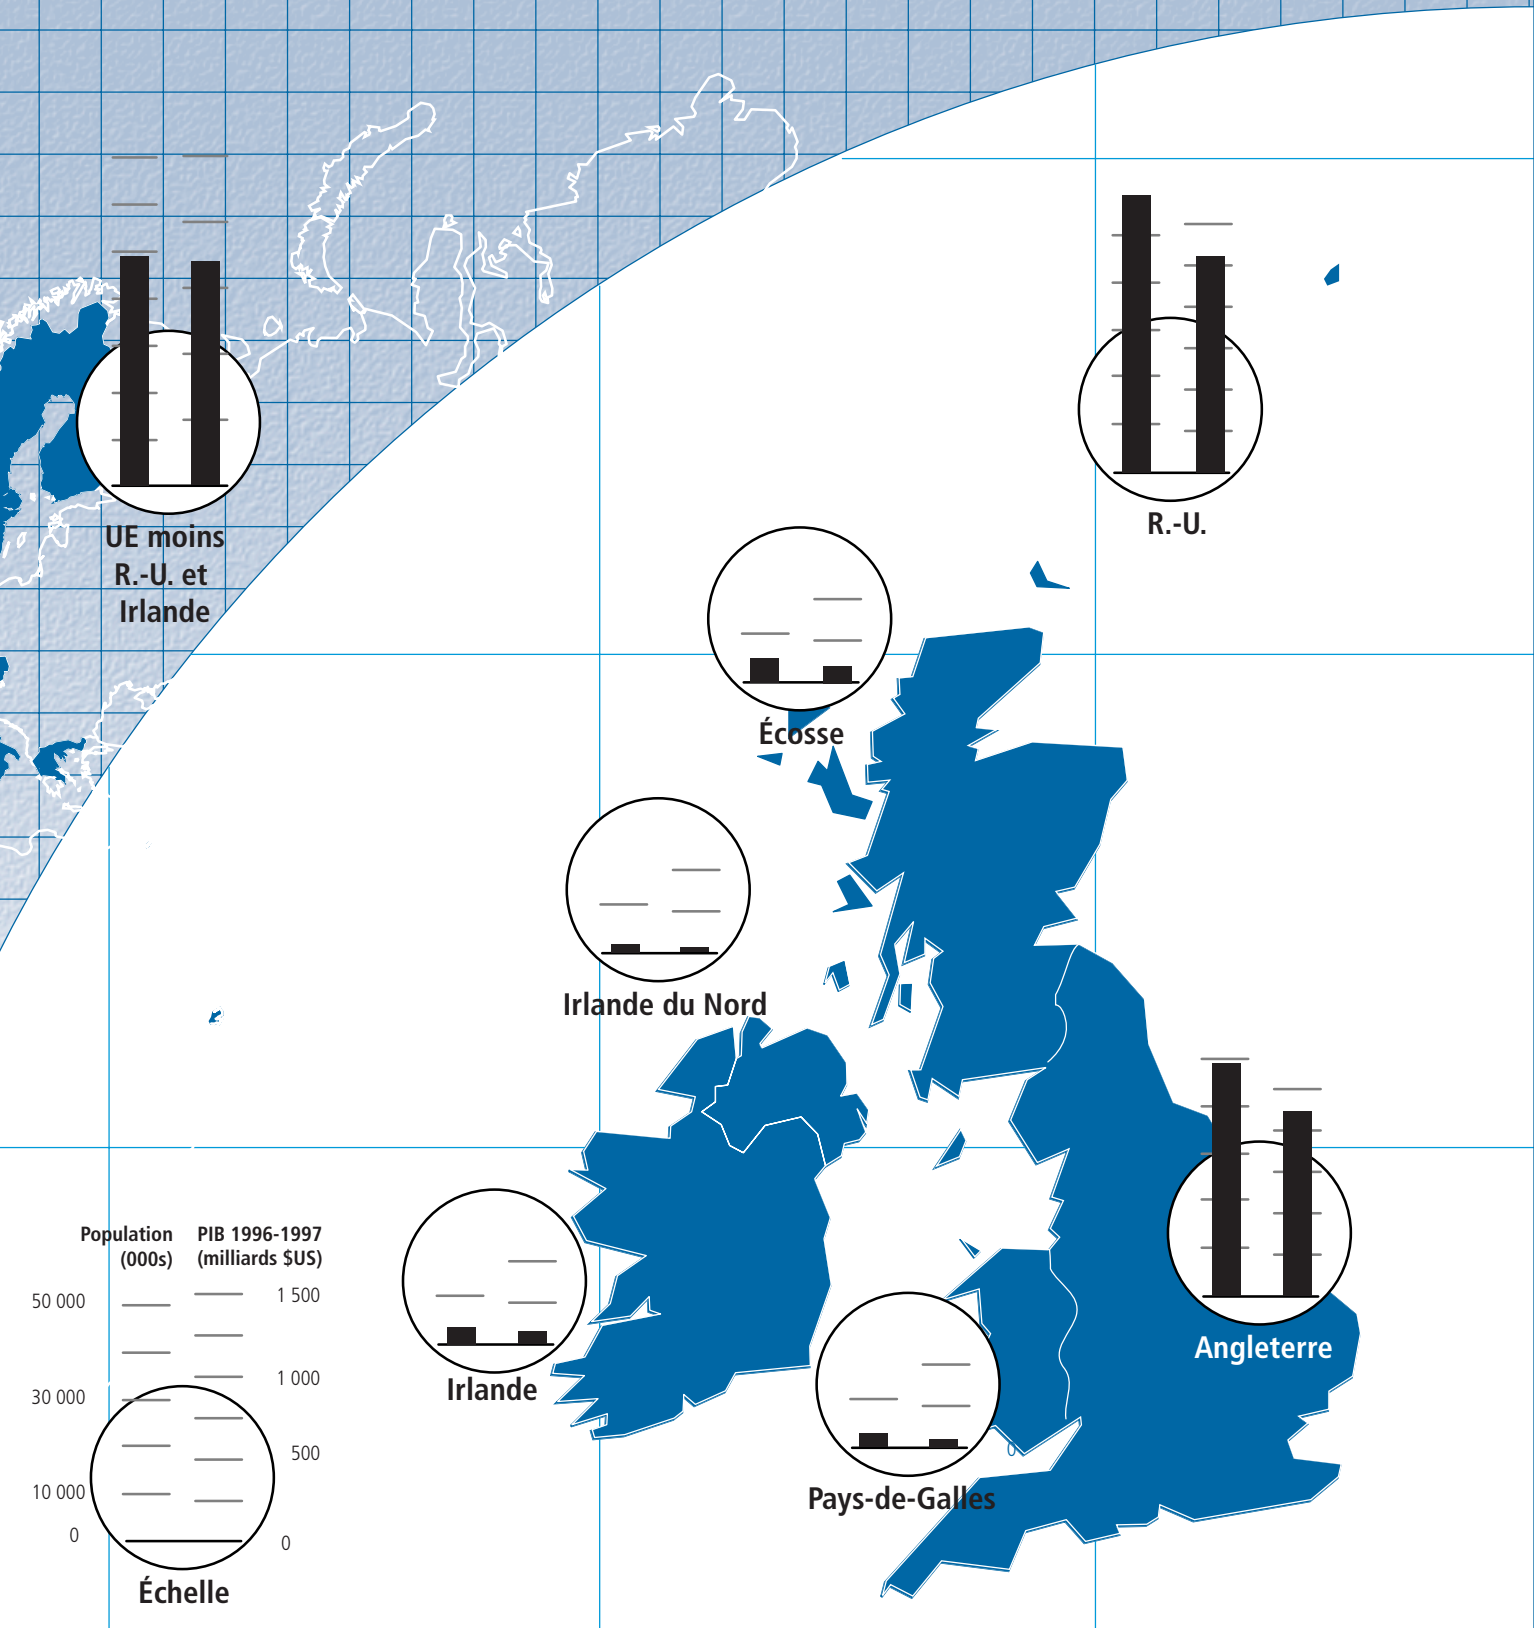 UE moins
R.-U. et
Irlande
R.-U.
Écosse
Irlande du Nord
Population
(000s)
PIB 1996-1997
(milliards $US)
50 000
1 500
1 000
30 000
500
10 000
0
0
Échelle
Irlande
Angleterre
0
Pays-de-Galles